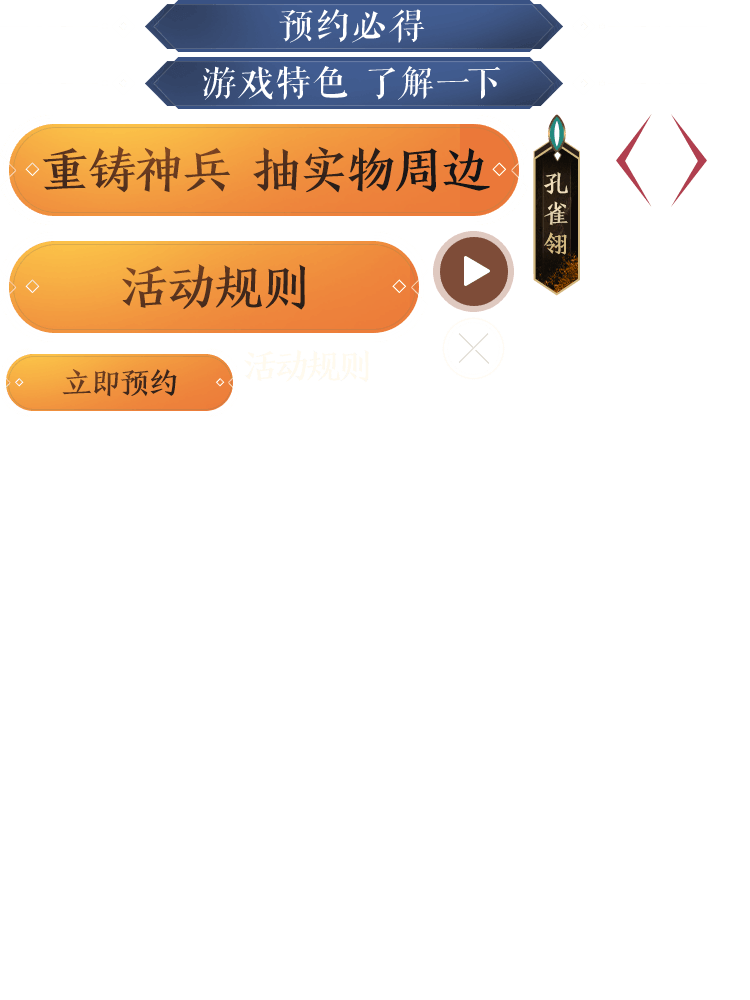 预约必得
游戏特色 了解一下
重铸神兵 抽实物周边
孔雀翎
活动规则
立即预约
活动规则